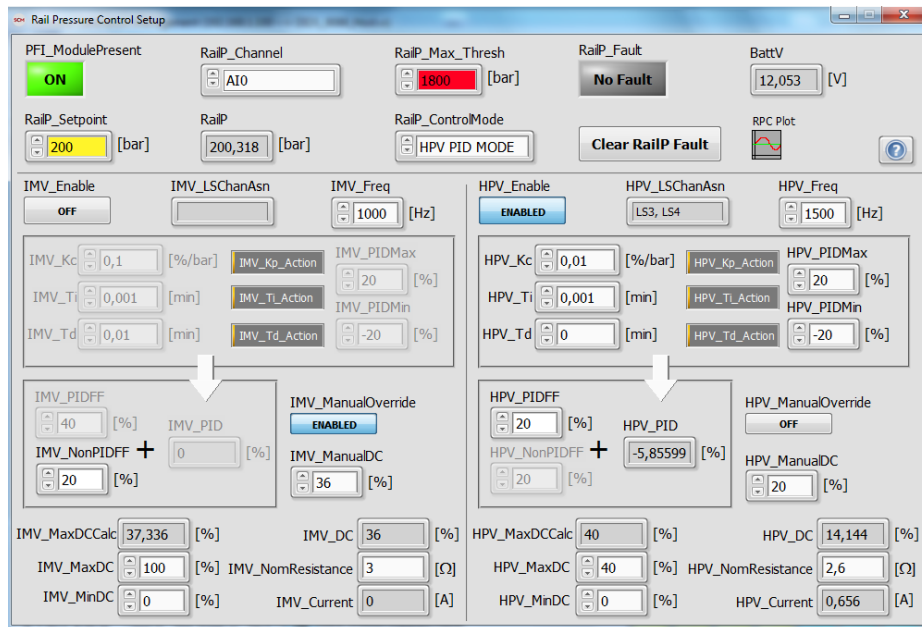 Rail Pressure Control Setup
PFI_ModulePresent RailP_Channel RailP_Max_Thresh RailP_Fault BattV
ON AI0 1800 [bar] No Fault 12,053 [V]
RailP_Setpoint RailP RailP_ControlMode RPC Plot
200 [bar] 200,318 [bar] HPV PID MODE Clear RailP Fault ?
IMV_Enable IMV_LSChanAsn IMV_Freq
OFF 1000 [Hz]
IMV_Kc 0,1 [%/bar] IMV_Kp_Action IMV_PIDMax
20 [%]
IMV_Ti 0,001 [min] IMV_Ti_Action IMV_PIDMin
IMV_Td 0,01 [min] IMV_Td_Action -20 [%]
IMV_PIDFF
40 [%] IMV_PID
IMV_NonPIDFF + 0 [%]
20 [%]
IMV_ManualOverride
ENABLED
IMV_ManualDC
36 [%]
IMV_MaxDCCalc 37,336 [%] IMV_DC 36 [%]
IMV_MaxDC 100 [%] IMV_NomResistance 3 [Ω]
IMV_MinDC 0 [%] IMV_Current 0 [A]
HPV_Enable HPV_LSChanAsn HPV_Freq
ENABLED LS3, LS4 1500 [Hz]
HPV_Kc 0,01 [%/bar] HPV_Kp_Action HPV_PIDMax
20 [%]
HPV_Ti 0,001 [min] HPV_Ti_Action HPV_PIDMin
HPV_Td 0 [min] HPV_Td_Action -20 [%]
HPV_PIDFF
20 [%] HPV_PID
HPV_NonPIDFF + -5,85599 [%]
20 [%]
HPV_ManualOverride
OFF
HPV_ManualDC
20 [%]
HPV_MaxDCCalc 40 [%] HPV_DC 14,144 [%]
HPV_MaxDC 40 [%] HPV_NomResistance 2,6 [Ω]
HPV_MinDC 0 [%] HPV_Current 0,656 [A]